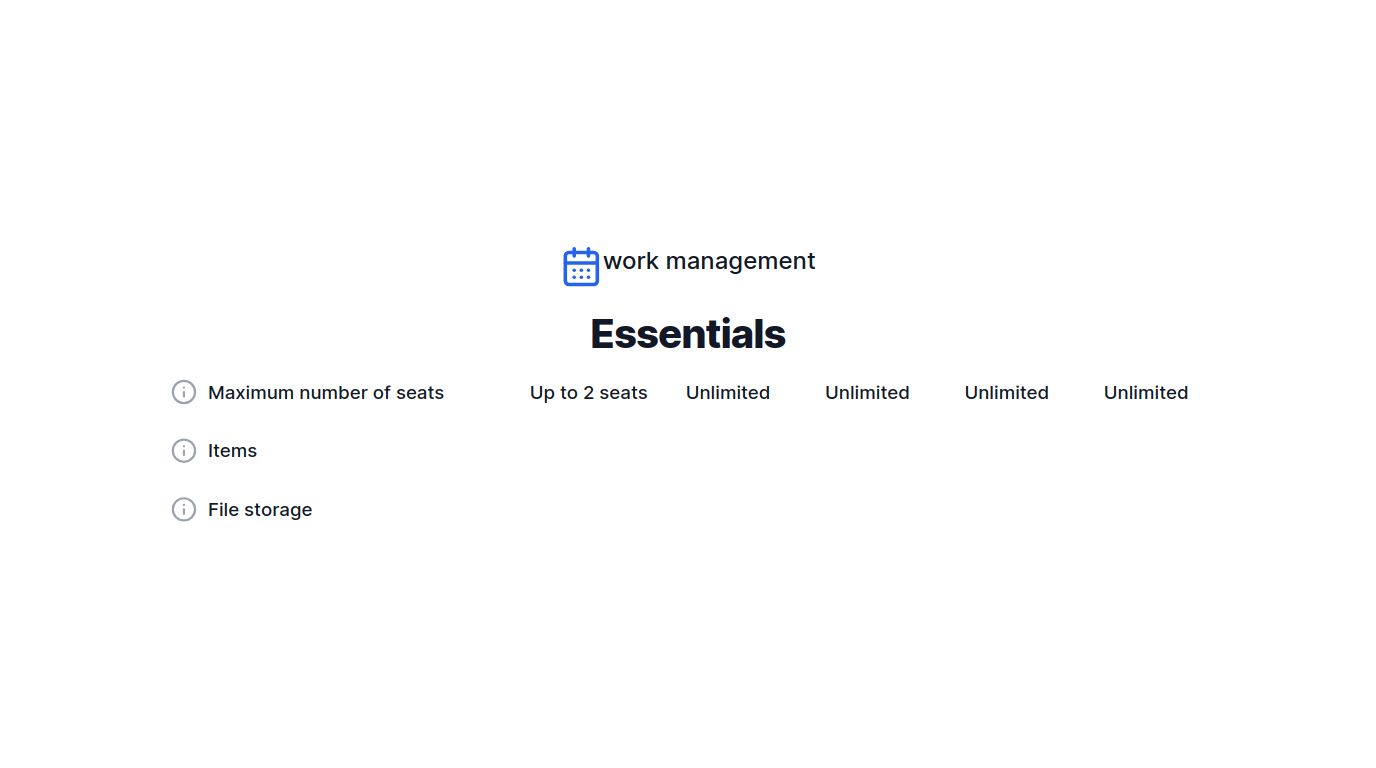 work management
Essentials
Maximum number of seats Up to 2 seats Unlimited Unlimited Unlimited Unlimited
Items
File storage